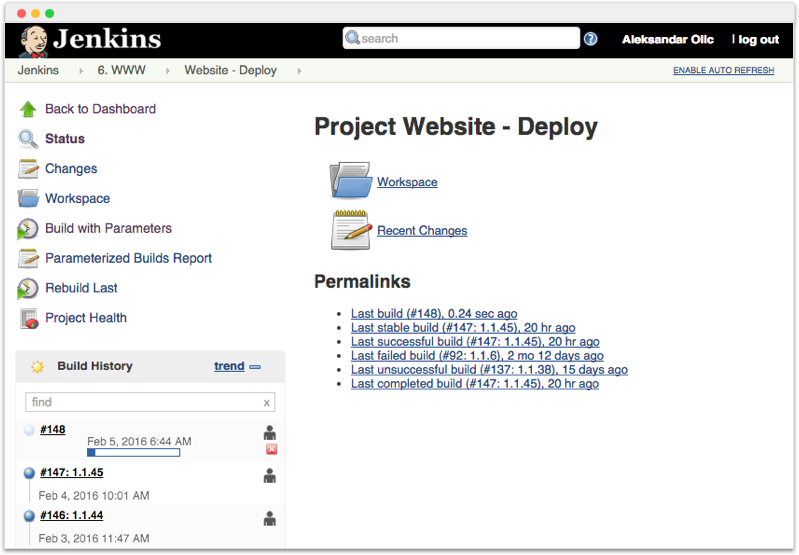 Jenkins
search
?
Aleksandar Olic
| log out
Jenkins
6. WWW
Website - Deploy
ENABLE AUTO REFRESH
Back to Dashboard
Status
Changes
Workspace
Build with Parameters
Parameterized Builds Report
Rebuild Last
Project Health
Build History
trend
find
x
#148
Feb 5, 2016 6:44 AM
#147: 1.1.45
Feb 4, 2016 10:01 AM
#146: 1.1.44
Feb 3, 2016 11:47 AM
Project Website - Deploy
Workspace
Recent Changes
Permalinks
Last build (#148), 0.24 sec ago
Last stable build (#147: 1.1.45), 20 hr ago
Last successful build (#147: 1.1.45), 20 hr ago
Last failed build (#92: 1.1.6), 2 mo 12 days ago
Last unsuccessful build (#137: 1.1.38), 15 days ago
Last completed build (#147: 1.1.45), 20 hr ago